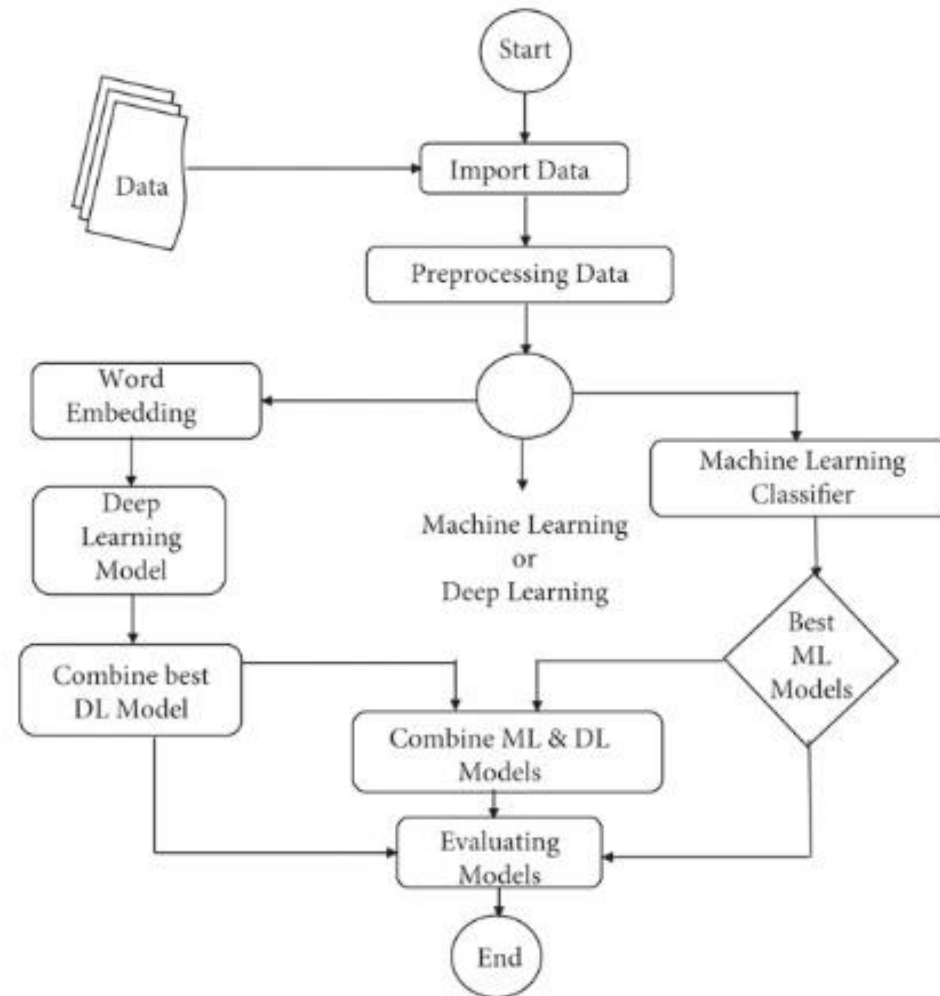 Start
Data
Import Data
Preprocessing Data
Word
Embedding
Machine Learning
Classifier
Deep
Learning
Model
Machine Learning
or
Deep Learning
Best
ML
Models
Combine best
DL Model
Combine ML & DL
Models
Evaluating
Models
End